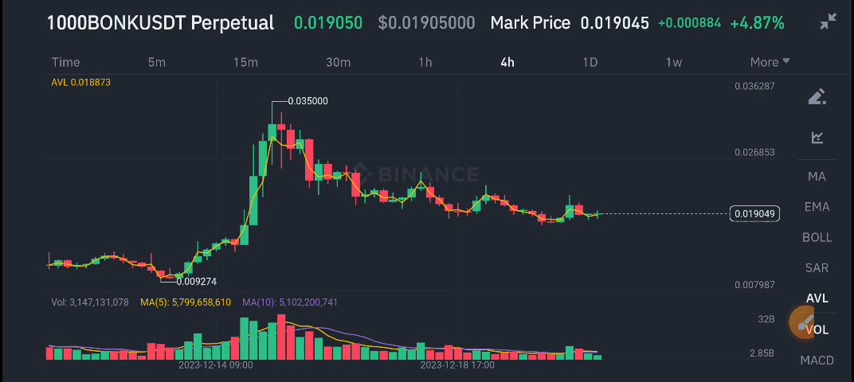 1000BONKUSDT Perpetual 0.019050 $0.01905000 Mark Price 0.019045 +0.000884 +4.87%
Time 5m 15m 30m 1h 4h 1D 1w More
AVL 0.018873
0.036287
0.035000
0.026853
BINANCE
MA
EMA
0.019049
BOLL
SAR
0.009274
0.007987
AVL
Vol: 3,147,131,078 MA(5): 5,799,658,610 MA(10): 5,102,200,741
32B
VOL
2.85B
MACD
2023-12-14 09:00 2023-12-18 17:00